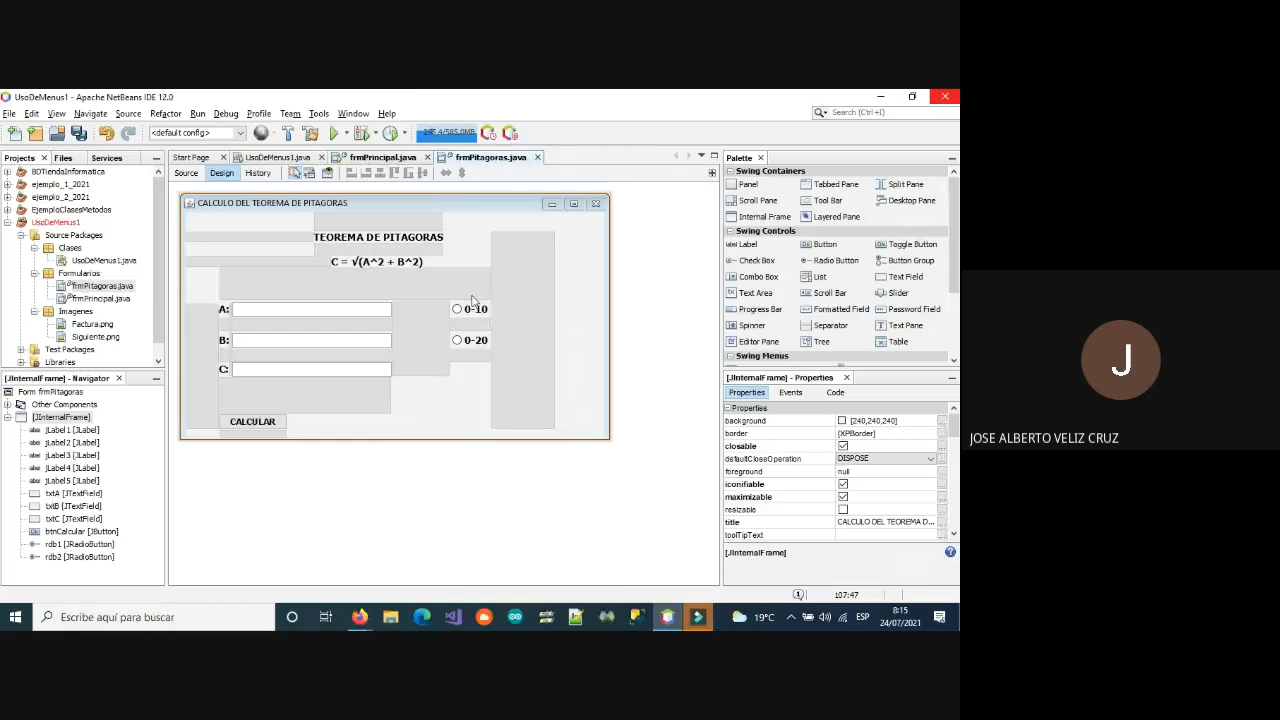 UsoDeMenus1 - Apache NetBeans IDE 12.0
File Edit View Navigate Source Refactor Run Debug Profile Team Tools Window Help
Search (Ctrl+I)
<default config>
Projects Files Services
Start Page UsoDeMenus1.java frmPrincipal.java frmPitagoras.java
Source Design History
BDTiendaInformatica
ejemplo_1_2021
ejemplo_2_2021
EjemploClasesMetodos
UsoDeMenus1
Source Packages
Clases
UsoDeMenus1.java
Formularios
frmPitagoras.java
frmPrincipal.java
Imagenes
Factura.png
Siguiente.png
Test Packages
Libraries
[JInternalFrame] - Navigator
Form frmPitagoras
Other Components
[JInternalFrame]
jLabel1 [JLabel]
jLabel2 [JLabel]
jLabel3 [JLabel]
jLabel4 [JLabel]
jLabel5 [JLabel]
txtA [JTextField]
txtB [JTextField]
txtC [JTextField]
btnCalcular [JButton]
rdb1 [JRadioButton]
rdb2 [JRadioButton]
CALCULO DEL TEOREMA DE PITAGORAS
TEOREMA DE PITAGORAS
C = √(A^2 + B^2)
A: 0-10
B: 0-20
C:
CALCULAR
Palette
Swing Containers
Panel Tabbed Pane Split Pane
Scroll Pane Tool Bar Desktop Pane
Internal Frame Layered Pane
Swing Controls
Label Button Toggle Button
Check Box Radio Button Button Group
Combo Box List Text Field
Text Area Scroll Bar Slider
Progress Bar Formatted Field Password Field
Spinner Separator Text Pane
Editor Pane Tree Table
Swing Menus
[JInternalFrame] - Properties
Properties Events Code
Properties
background [240,240,240]
border [XPBorder]
closable
defaultCloseOperation DISPOSE
foreground null
iconifiable
maximizable
resizable
title CALCULO DEL TEOREMA D...
toolTipText
[JInternalFrame]
107:47
Escribe aquí para buscar
19°C
ESP
8:15
24/07/2021
J
JOSE ALBERTO VELIZ CRUZ